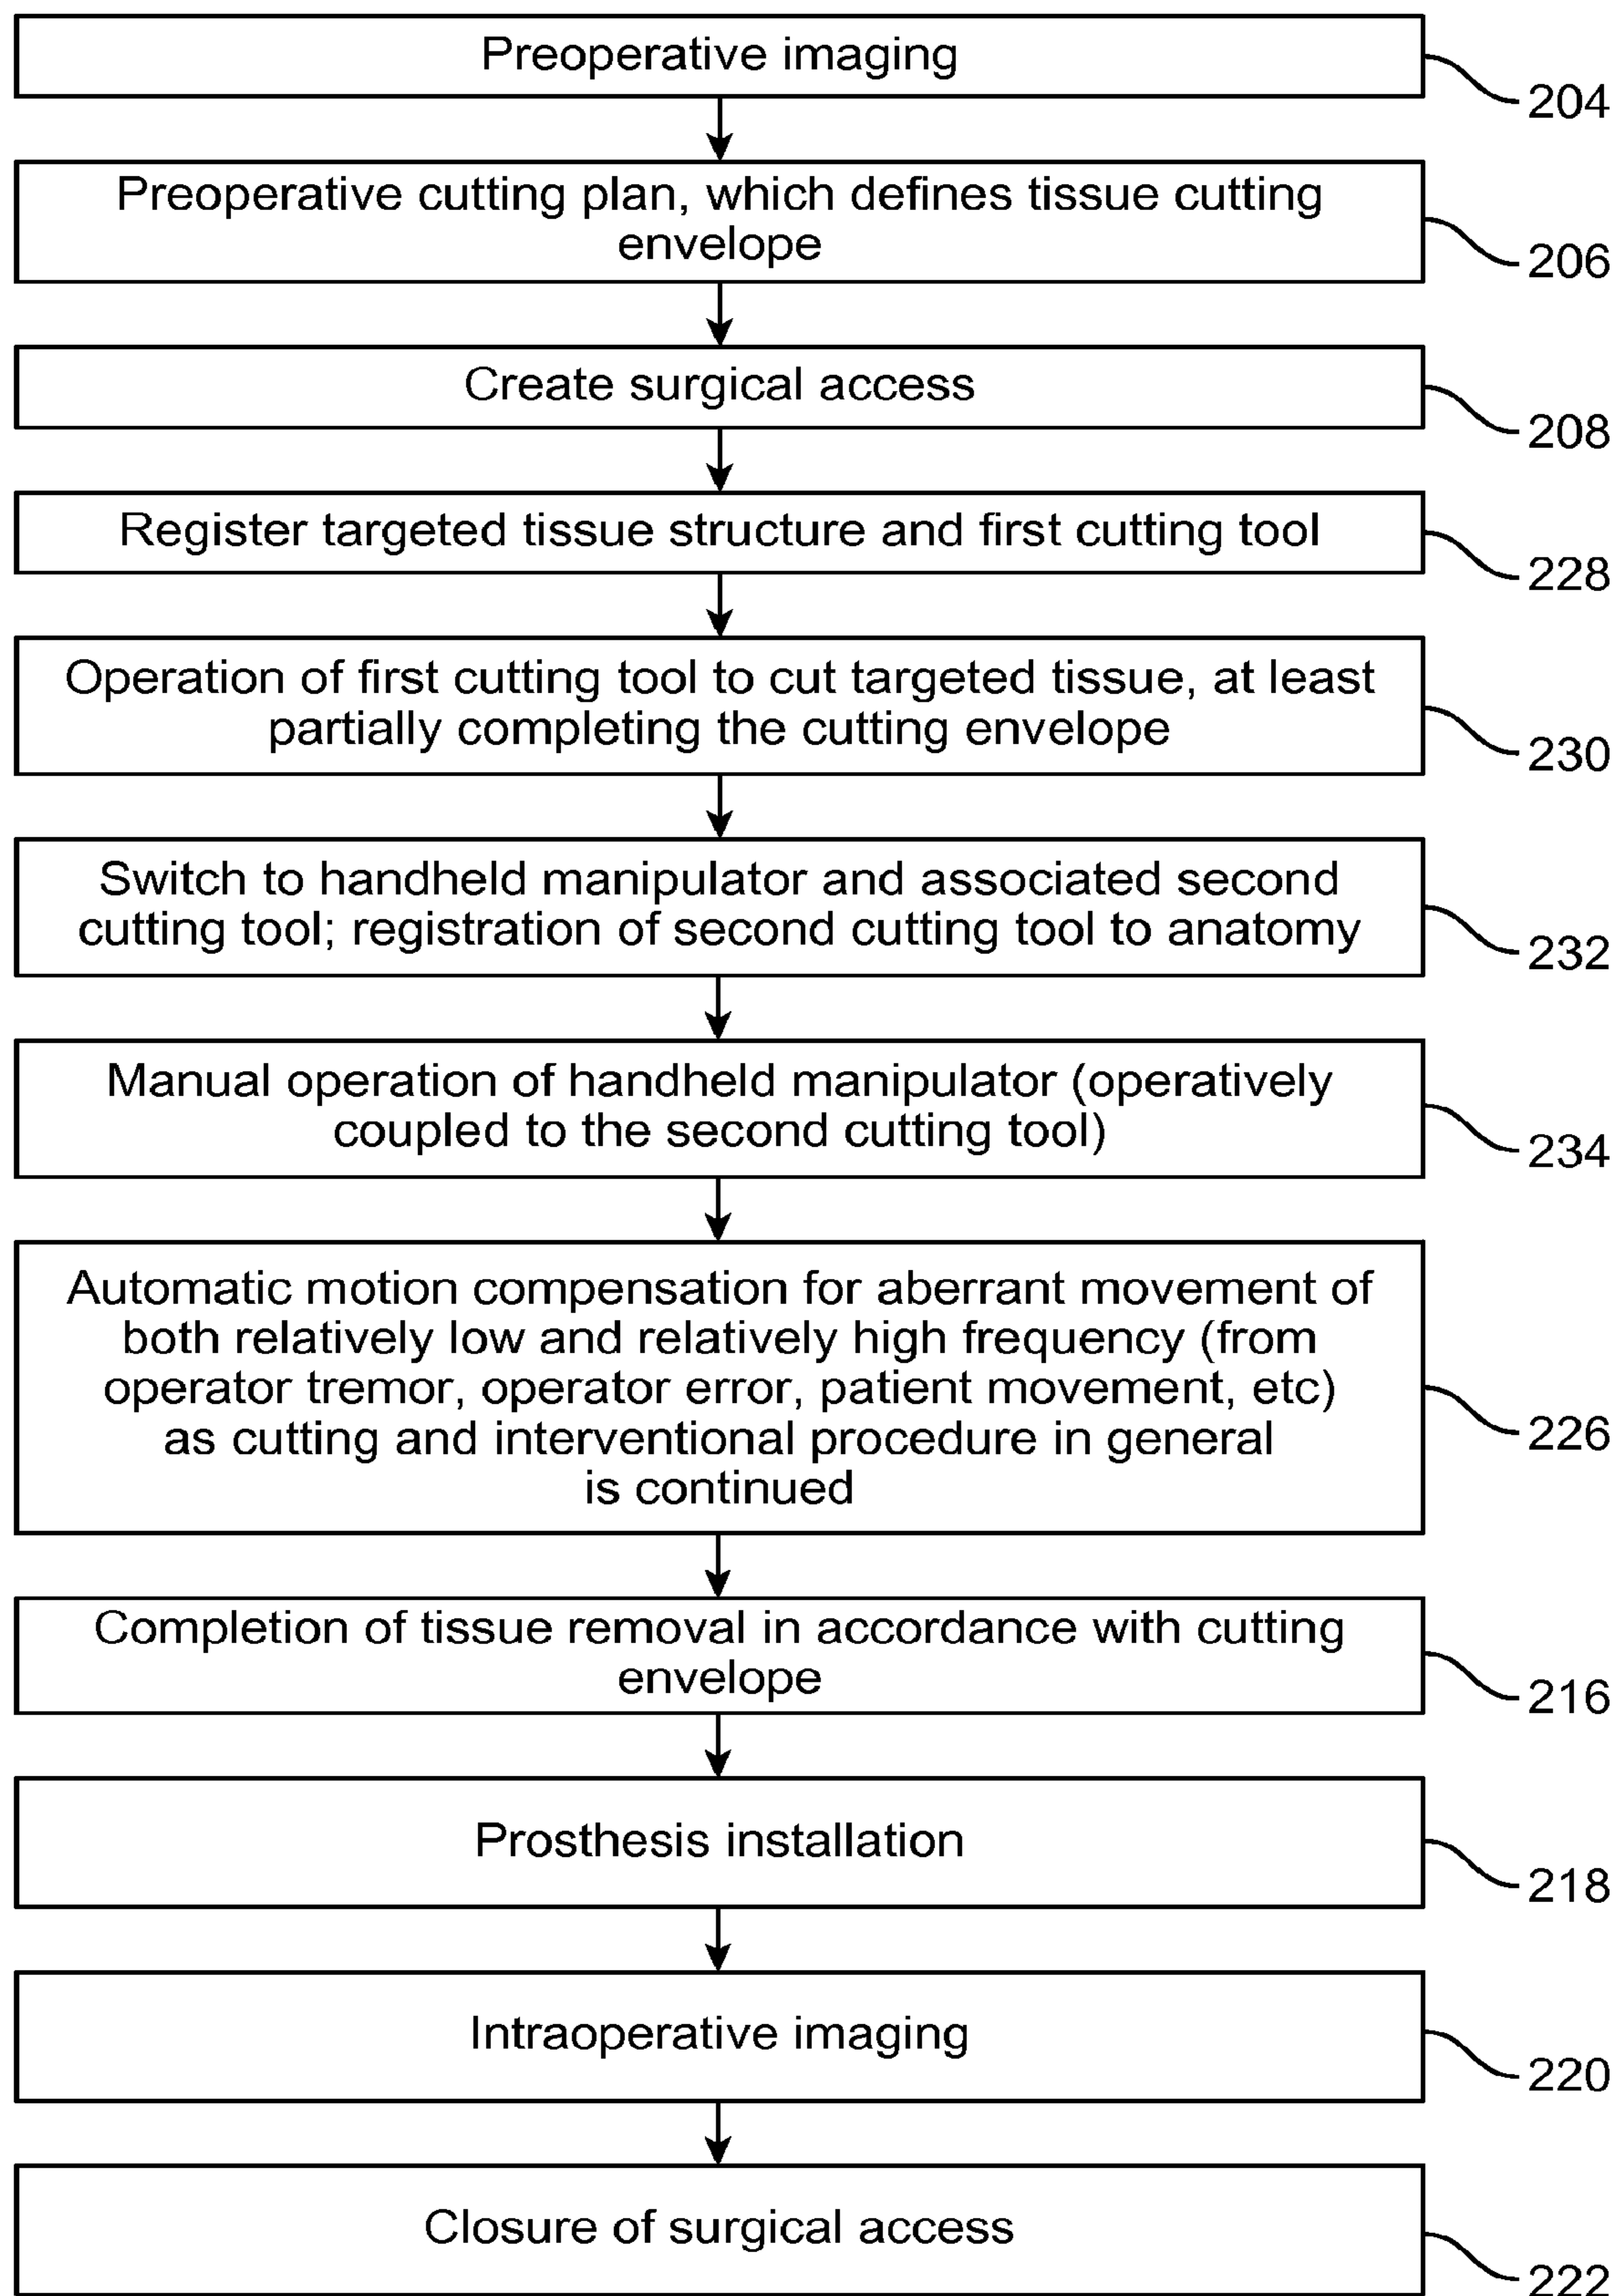 Preoperative imaging
204
Preoperative cutting plan, which defines tissue cutting
envelope
206
Create surgical access
208
Register targeted tissue structure and first cutting tool
228
Operation of first cutting tool to cut targeted tissue, at least
partially completing the cutting envelope
230
Switch to handheld manipulator and associated second
cutting tool; registration of second cutting tool to anatomy
232
Manual operation of handheld manipulator (operatively
coupled to the second cutting tool)
234
Automatic motion compensation for aberrant movement of
both relatively low and relatively high frequency (from
operator tremor, operator error, patient movement, etc)
as cutting and interventional procedure in general
is continued
226
Completion of tissue removal in accordance with cutting
envelope
216
Prosthesis installation
218
Intraoperative imaging
220
Closure of surgical access
222